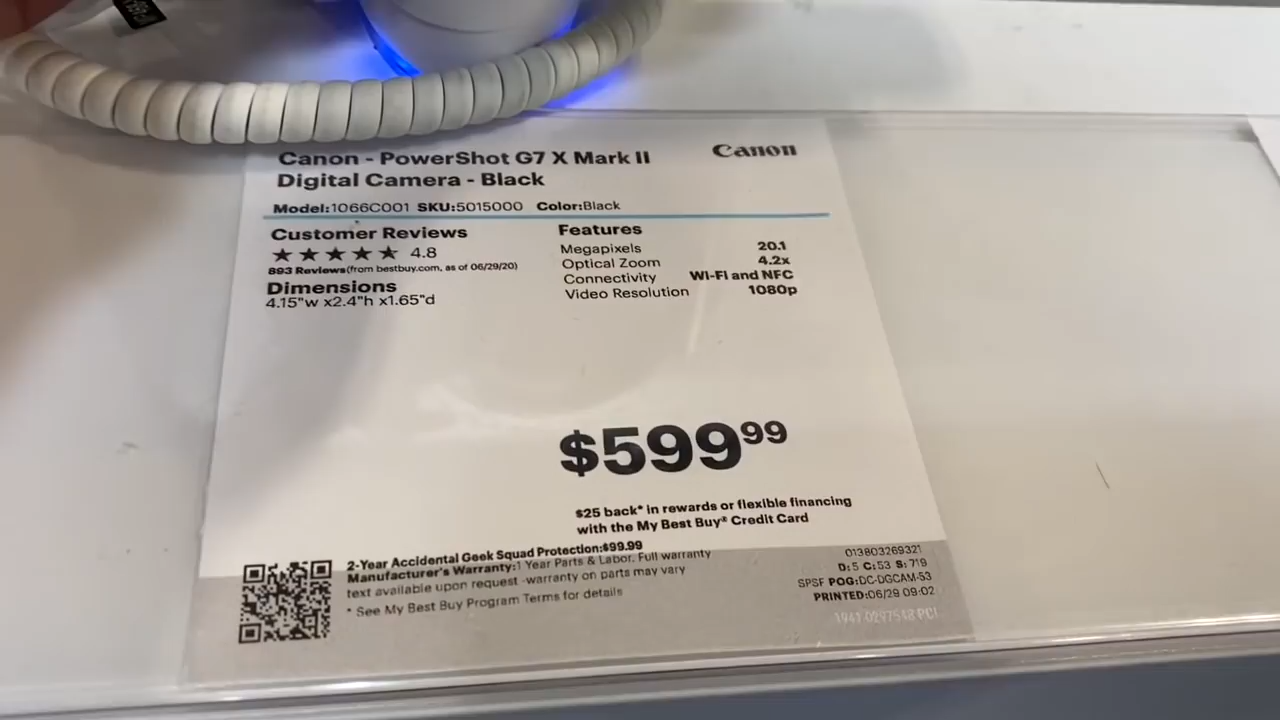 Canon - PowerShot G7 X Mark II
Digital Camera - Black
Canon
Model:1066C001 SKU:5015000 Color:Black
Customer Reviews
4.8
893 Reviews(from bestbuy.com, as of 06/29/20)
Dimensions
4.15"w x2.4"h x1.65"d
Features
Megapixels 20.1
Optical Zoom 4.2x
Connectivity Wi-Fi and NFC
Video Resolution 1080p
$599 99
$25 back* in rewards or flexible financing
with the My Best Buy® Credit Card
2-Year Accidental Geek Squad Protection:$99.99
Manufacturer's Warranty:1 Year Parts & Labor. Full warranty
text available upon request -warranty on parts may vary
* See My Best Buy Program Terms for details
013803269321
D:5 C:53 S:719
SPSF POG:DC-DGCAM-53
PRINTED:06/29 09:02
PCI